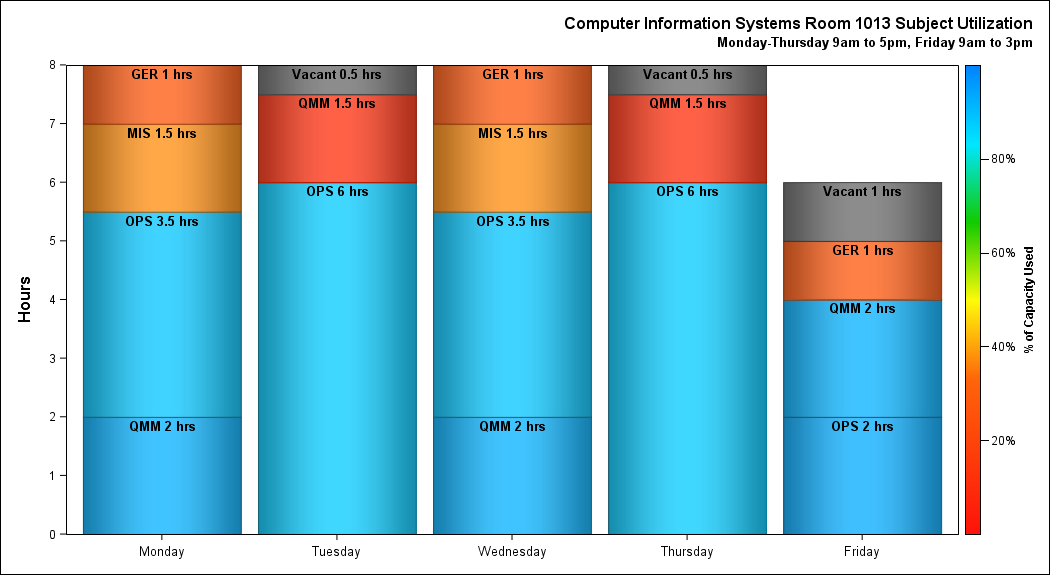 Computer Information Systems Room 1013 Subject Utilization
Monday-Thursday 9am to 5pm, Friday 9am to 3pm
8
7
6
5
4
3
2
1
0
Hours
GER 1 hrs
MIS 1.5 hrs
OPS 3.5 hrs
QMM 2 hrs
Vacant 0.5 hrs
QMM 1.5 hrs
OPS 6 hrs
GER 1 hrs
MIS 1.5 hrs
OPS 3.5 hrs
QMM 2 hrs
Vacant 0.5 hrs
QMM 1.5 hrs
OPS 6 hrs
Vacant 1 hrs
GER 1 hrs
QMM 2 hrs
OPS 2 hrs
Monday
Tuesday
Wednesday
Thursday
Friday
80%
60%
40%
20%
% of Capacity Used